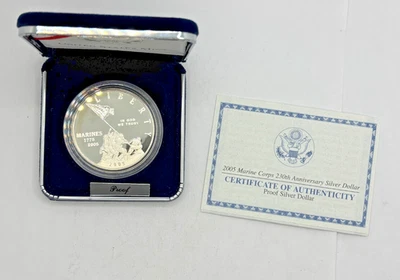 LIBERTY
IN GOD
WE TRUST
MARINES
1775
2005
Proof
2005 Marine Corps 230th Anniversary Silver Dollar
CERTIFICATE OF AUTHENTICITY
Proof Silver Dollar